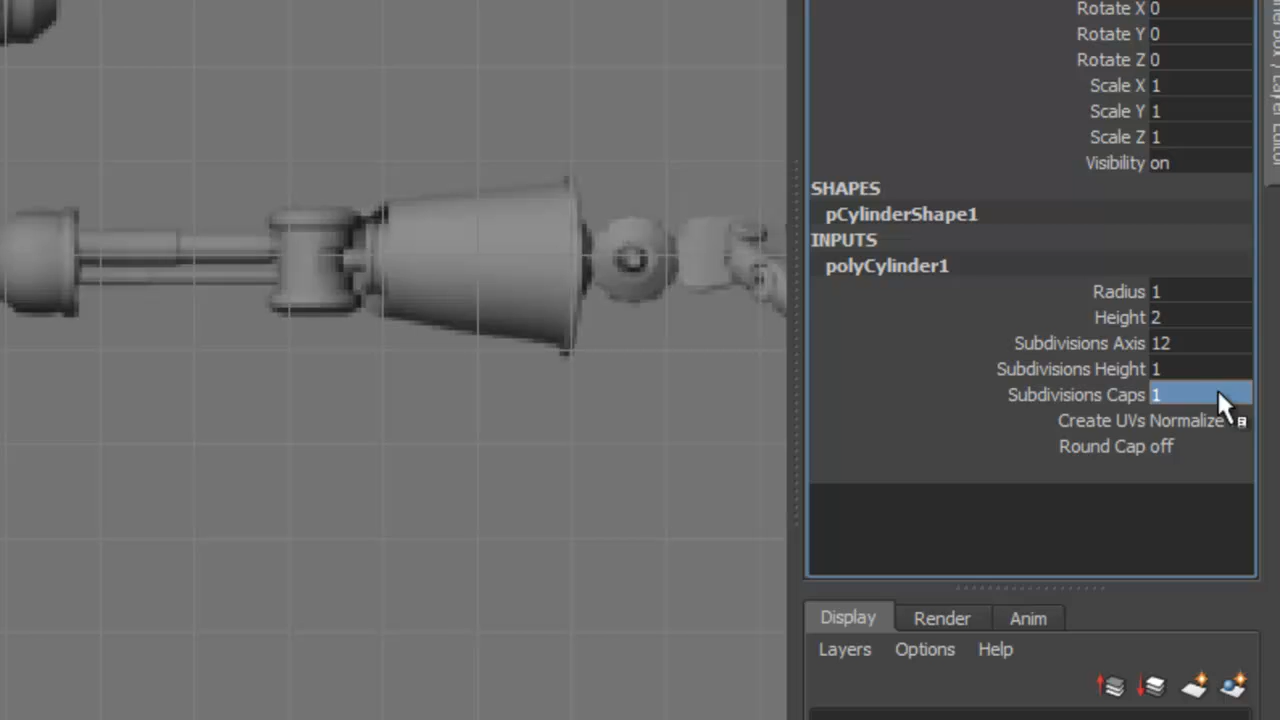 Rotate X 0
Rotate Y 0
Rotate Z 0
Scale X 1
Scale Y 1
Scale Z 1
Visibility on
SHAPES
pCylinderShape1
INPUTS
polyCylinder1
Radius 1
Height 2
Subdivisions Axis 12
Subdivisions Height 1
Subdivisions Caps 1
Create UVs Normalize
Round Cap off
Display Render Anim
Layers Options Help